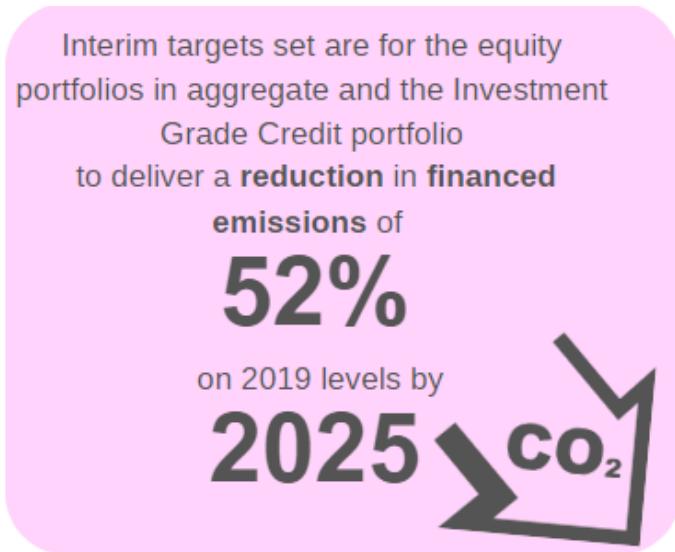 Interim targets set are for the equity
portfolios in aggregate and the Investment
Grade Credit portfolio
to deliver a reduction in financed
emissions of
52%
on 2019 levels by
2025
CO₂